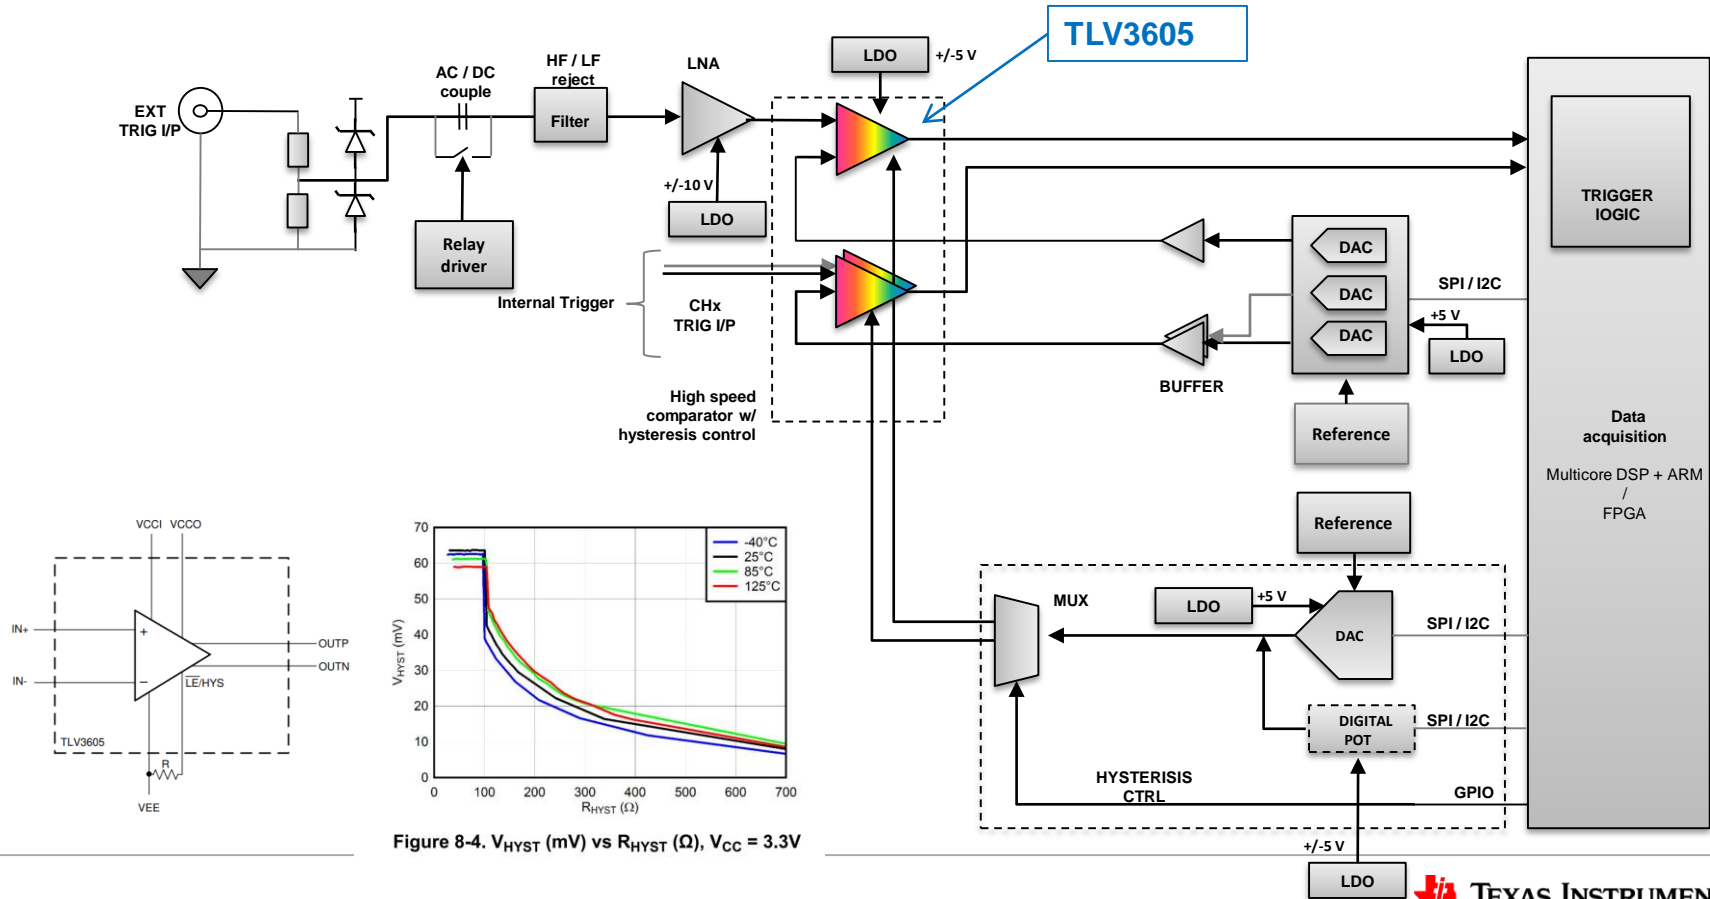 TLV3605
LDO
+/-5 V
HF / LF
reject
LNA
AC / DC
couple
EXT
TRIG I/P
Filter
+/-10 V
LDO
Relay
driver
TRIGGER
lOGIC
DAC
DAC
DAC
SPI / I2C
+5 V
LDO
Internal Trigger
CHx
TRIG I/P
BUFFER
High speed
comparator w/
hysteresis control
Reference
Data
acquisition
Multicore DSP + ARM
/
FPGA
Reference
MUX
LDO
+5 V
DAC
SPI / I2C
DIGITAL
POT
SPI / I2C
HYSTERISIS
CTRL
GPIO
+/-5 V
LDO
VCCI VCCO
IN+
+
OUTP
OUTN
IN-
−
LE/HYS
TLV3605
R
VEE
70
60
50
40
30
20
10
0
VHYST (mV)
-40°C
25°C
85°C
125°C
0 100 200 300 400 500 600 700
RHYST (Ω)
Figure 8-4. VHYST (mV) vs RHYST (Ω), VCC = 3.3V
TEXAS INSTRUMEN